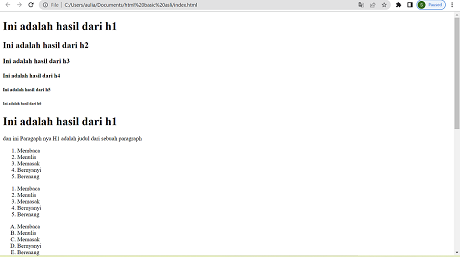 File | C:/Users/aulia/Documents/html%20basic%20asli/index.html
Paused
Ini adalah hasil dari h1
Ini adalah hasil dari h2
Ini adalah hasil dari h3
Ini adalah hasil dari h4
Ini adalah hasil dari h5
Ini adalah hasil dari h6
Ini adalah hasil dari h1
dan ini Paragaph nya H1 adalah judul dari sebuah paragraph
1. Membaca
2. Menulis
3. Memasak
4. Bernyanyi
5. Berenang
1. Membaca
2. Menulis
3. Memasak
4. Bernyanyi
5. Berenang
A. Membaca
B. Menulis
C. Memasak
D. Bernyanyi
E. Berenang